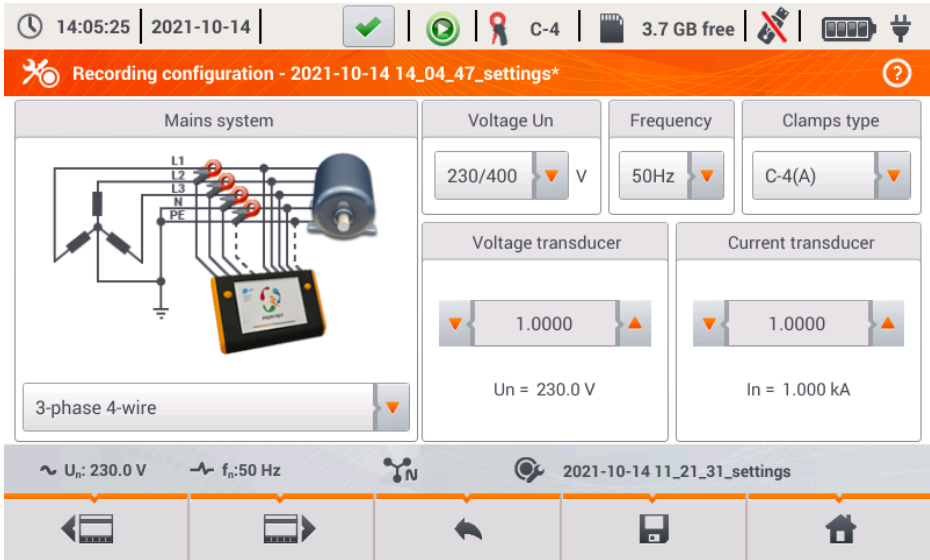 14:05:25 2021-10-14 C-4 3.7 GB free
Recording configuration - 2021-10-14 14_04_47_settings* ?
Mains system
L1
L2
L3
N
PE
3-phase 4-wire
Voltage Un
230/400 V
Frequency
50Hz
Clamps type
C-4(A)
Voltage transducer
1.0000
Un = 230.0 V
Current transducer
1.0000
In = 1.000 kA
Un: 230.0 V fn:50 Hz N 2021-10-14 11_21_31_settings